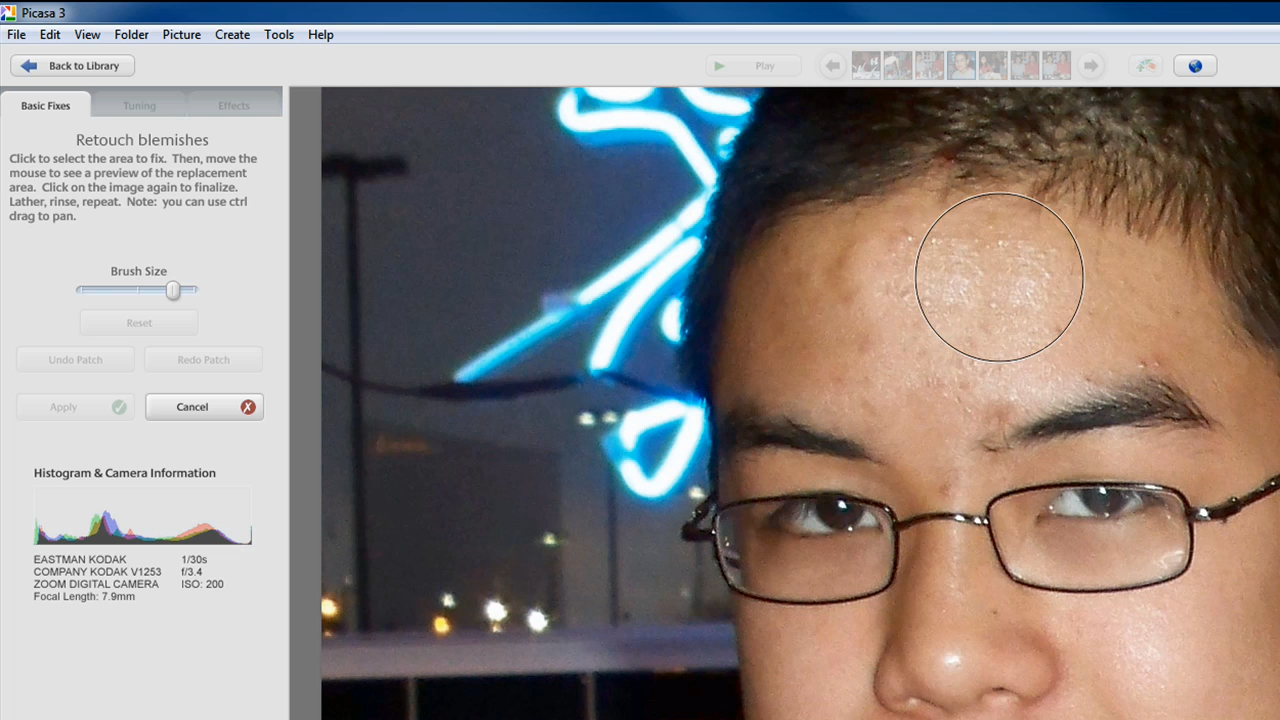 Picasa 3
File Edit View Folder Picture Create Tools Help
Back to Library
Play
Basic Fixes Tuning Effects
Retouch blemishes
Click to select the area to fix. Then, move the
mouse to see a preview of the replacement
area. Click on the image again to finalize.
Lather, rinse, repeat. Note: you can use ctrl
drag to pan.
Brush Size
Reset
Undo Patch Redo Patch
Apply Cancel
Histogram & Camera Information
EASTMAN KODAK 1/30s
COMPANY KODAK V1253 f/3.4
ZOOM DIGITAL CAMERA ISO: 200
Focal Length: 7.9mm